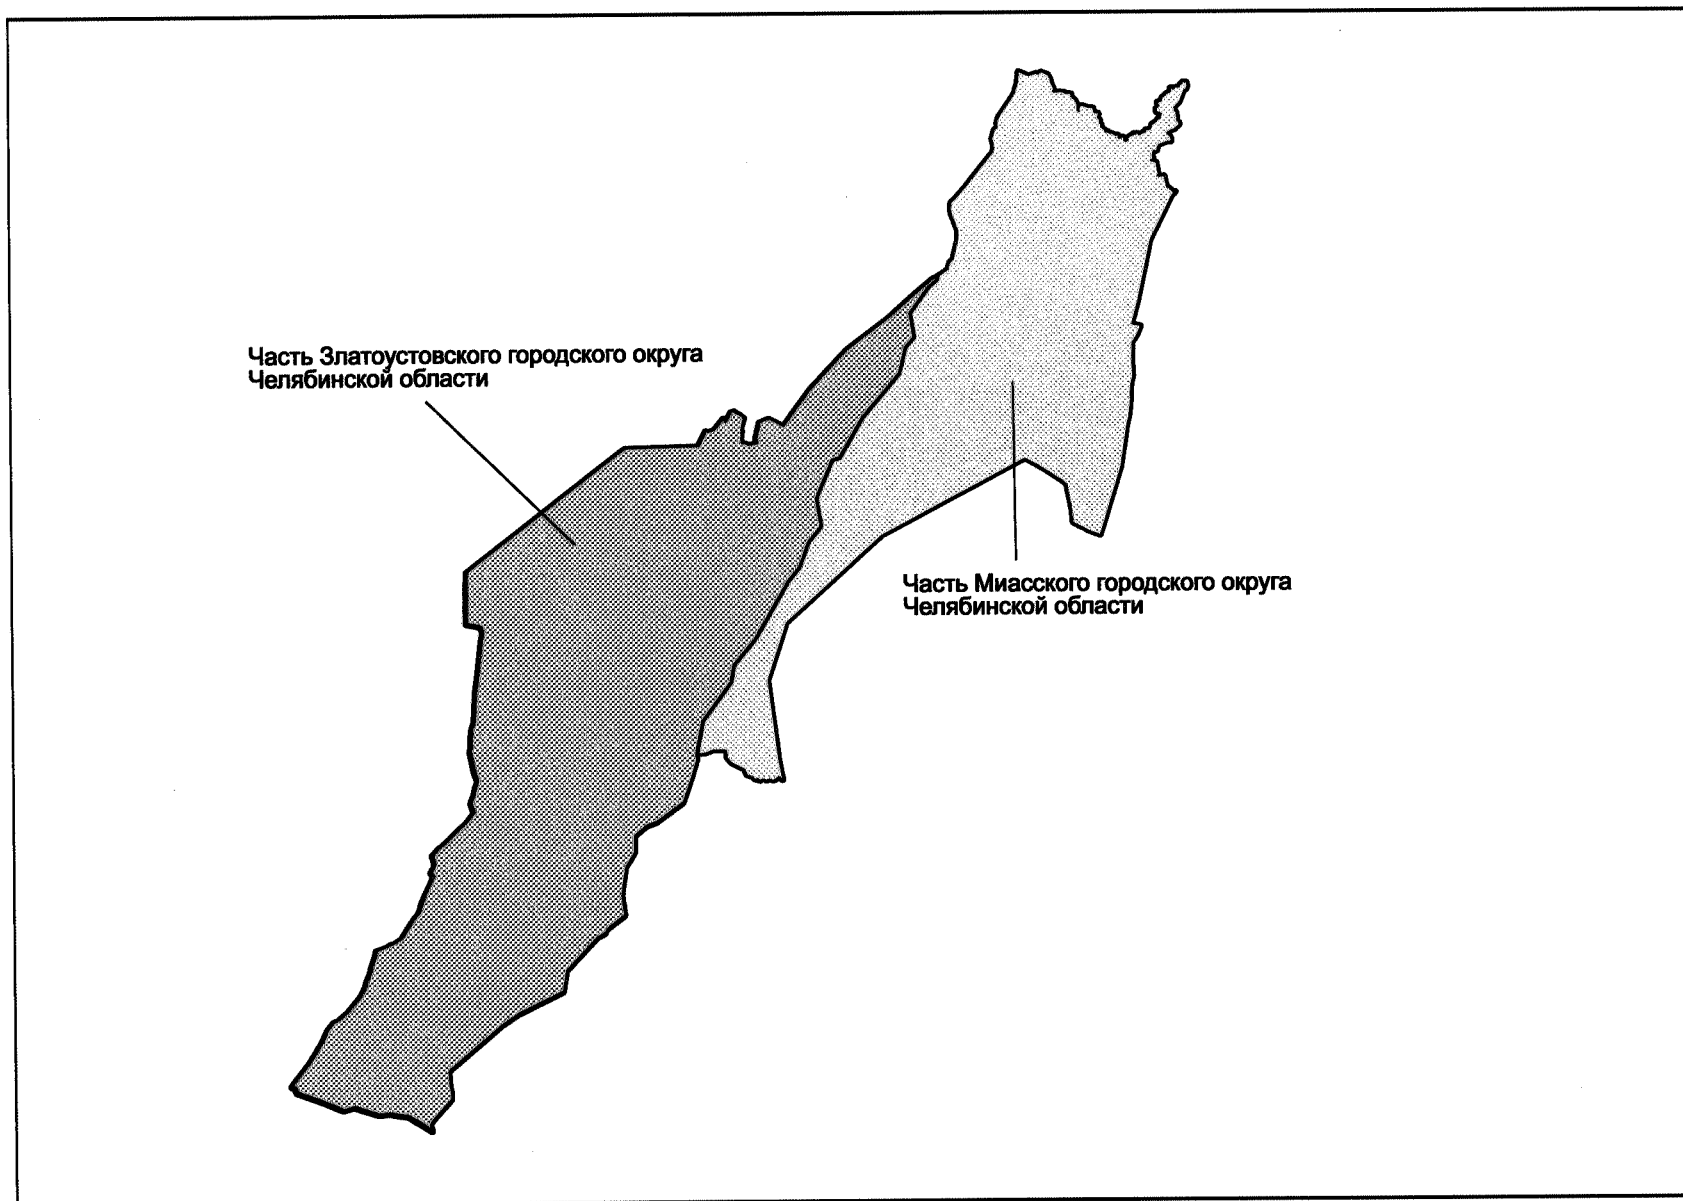 Часть Златоустовского городского округа
Челябинской области
Часть Миасского городского округа
Челябинской области